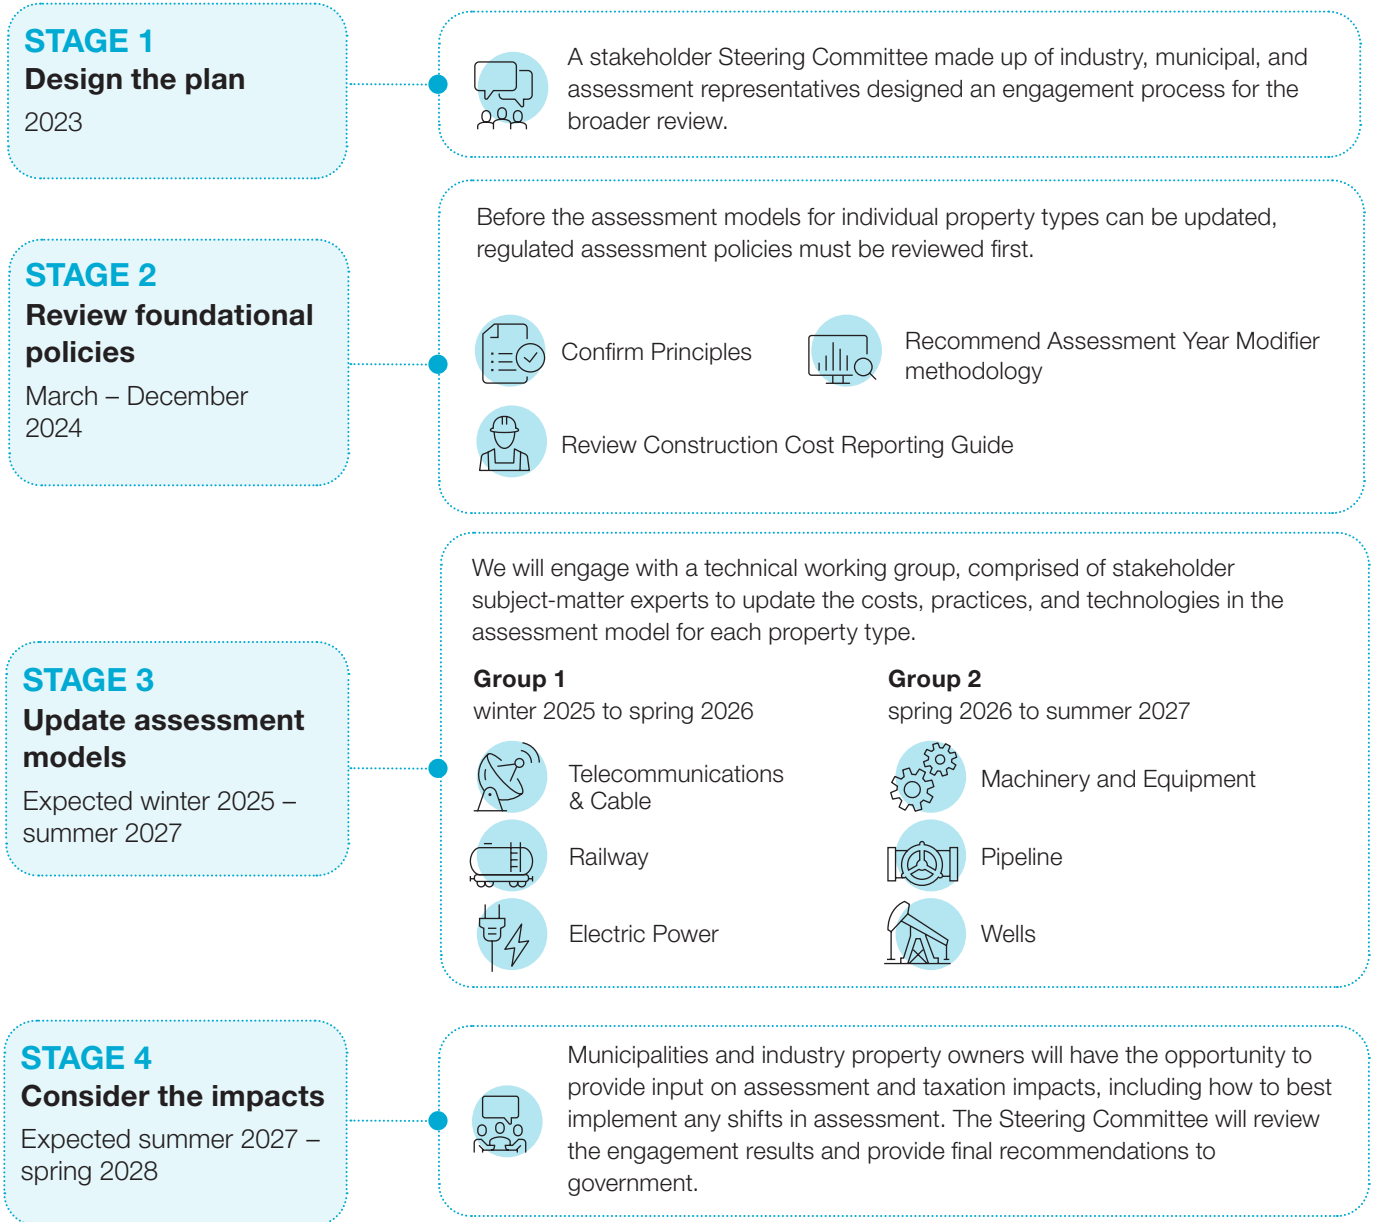 STAGE 1
Design the plan
2023
A stakeholder Steering Committee made up of industry, municipal, and
assessment representatives designed an engagement process for the
broader review.
STAGE 2
Review foundational
policies
March – December
2024
Before the assessment models for individual property types can be updated,
regulated assessment policies must be reviewed first.
Confirm Principles
Recommend Assessment Year Modifier
methodology
Review Construction Cost Reporting Guide
STAGE 3
Update assessment
models
Expected winter 2025 –
summer 2027
We will engage with a technical working group, comprised of stakeholder
subject-matter experts to update the costs, practices, and technologies in the
assessment model for each property type.
Group 1
winter 2025 to spring 2026
Telecommunications
& Cable
Railway
Electric Power
Group 2
spring 2026 to summer 2027
Machinery and Equipment
Pipeline
Wells
STAGE 4
Consider the impacts
Expected summer 2027 –
spring 2028
Municipalities and industry property owners will have the opportunity to
provide input on assessment and taxation impacts, including how to best
implement any shifts in assessment. The Steering Committee will review
the engagement results and provide final recommendations to
government.